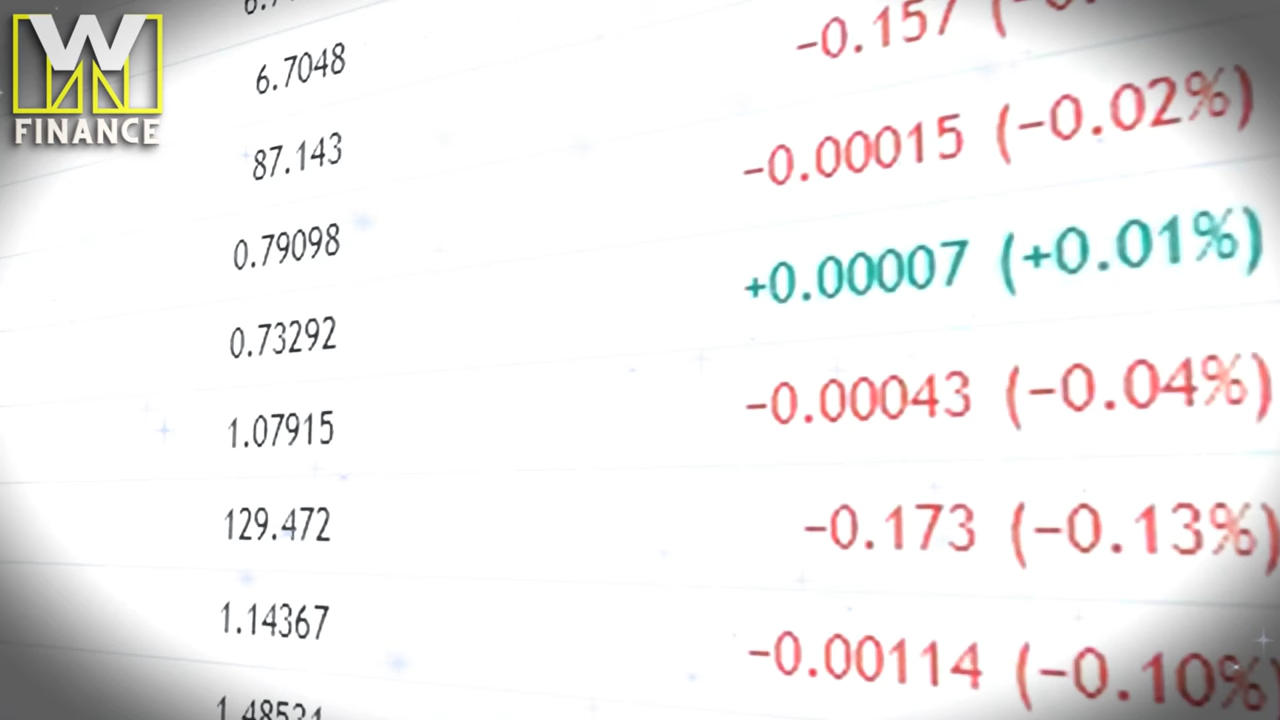 W
FINANCE
6.7048
87.143 -0.157
0.79098 -0.00015 (-0.02%)
0.73292 +0.00007 (+0.01%)
1.07915 -0.00043 (-0.04%)
129.472 -0.173 (-0.13%)
1.14367 -0.00114 (-0.10%)